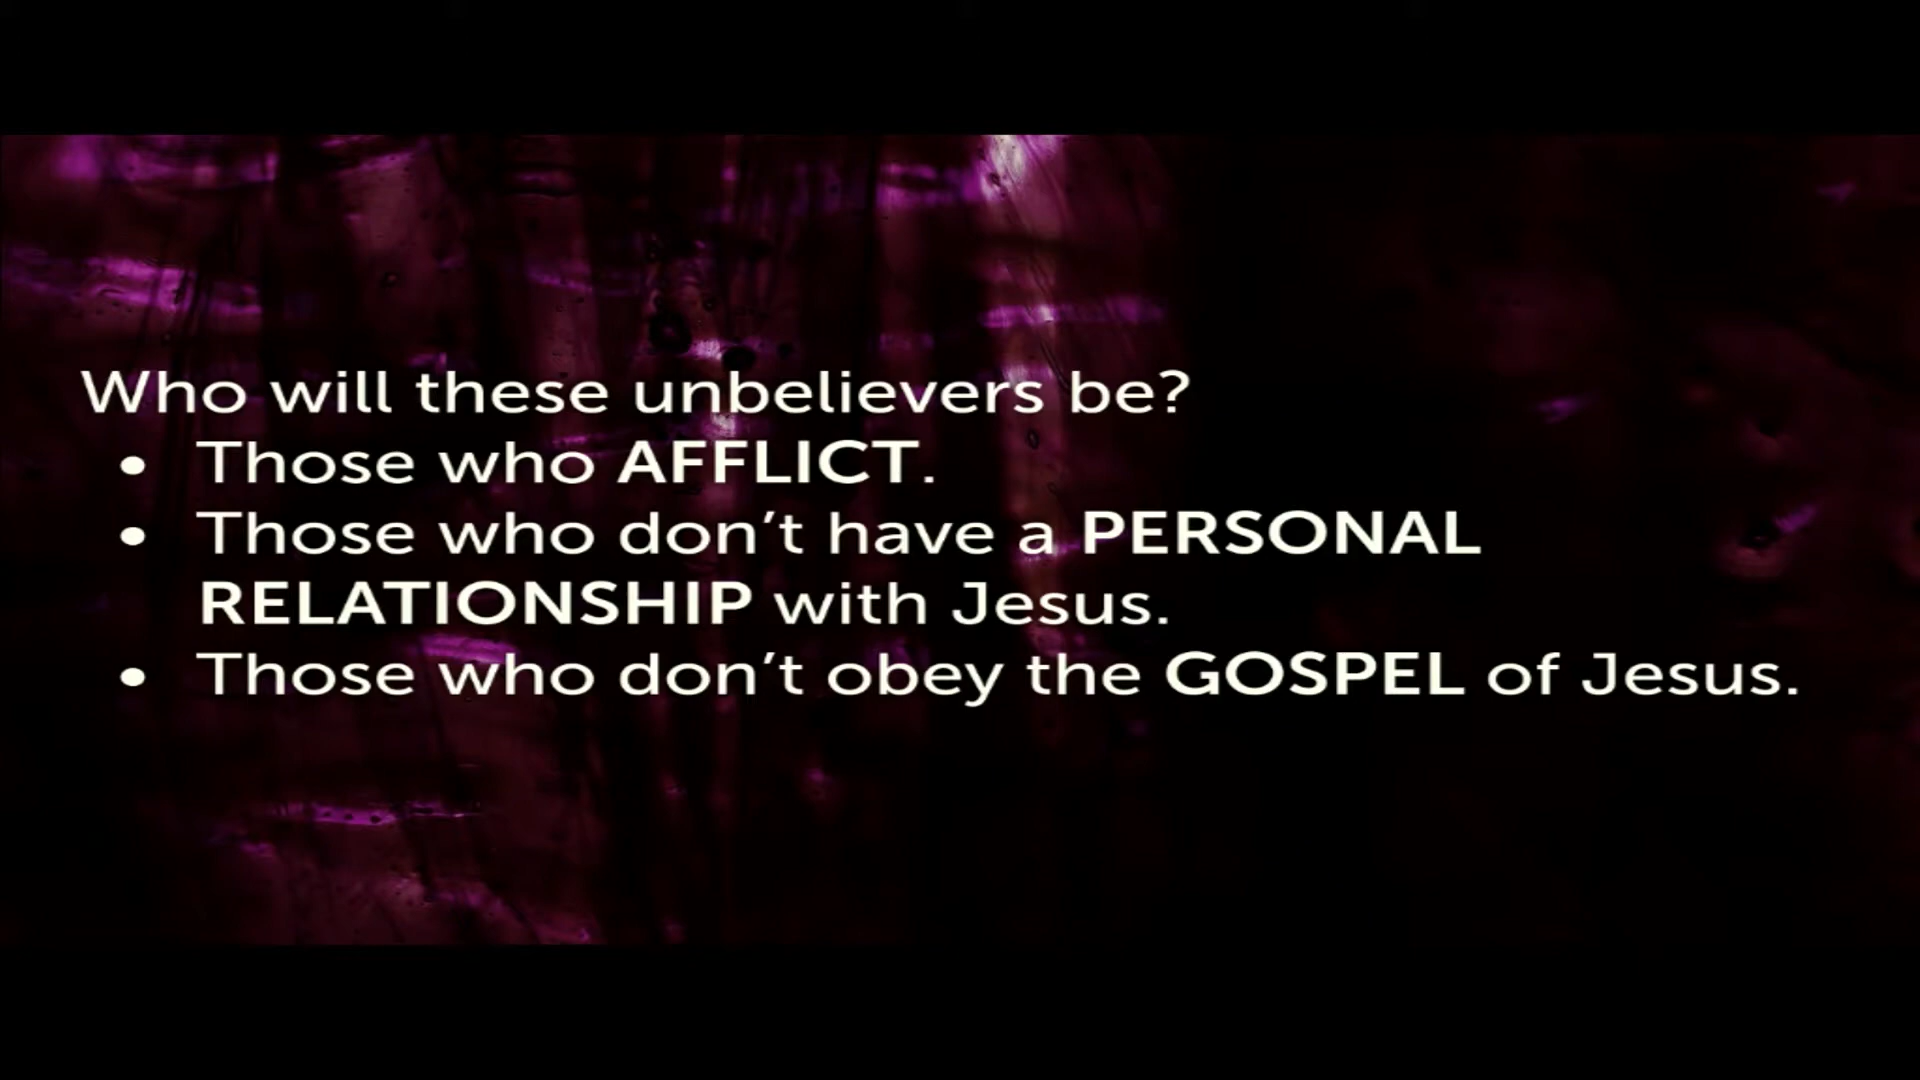 Who will these unbelievers be?
• Those who AFFLICT.
• Those who don't have a PERSONAL
RELATIONSHIP with Jesus.
• Those who don't obey the GOSPEL of Jesus.